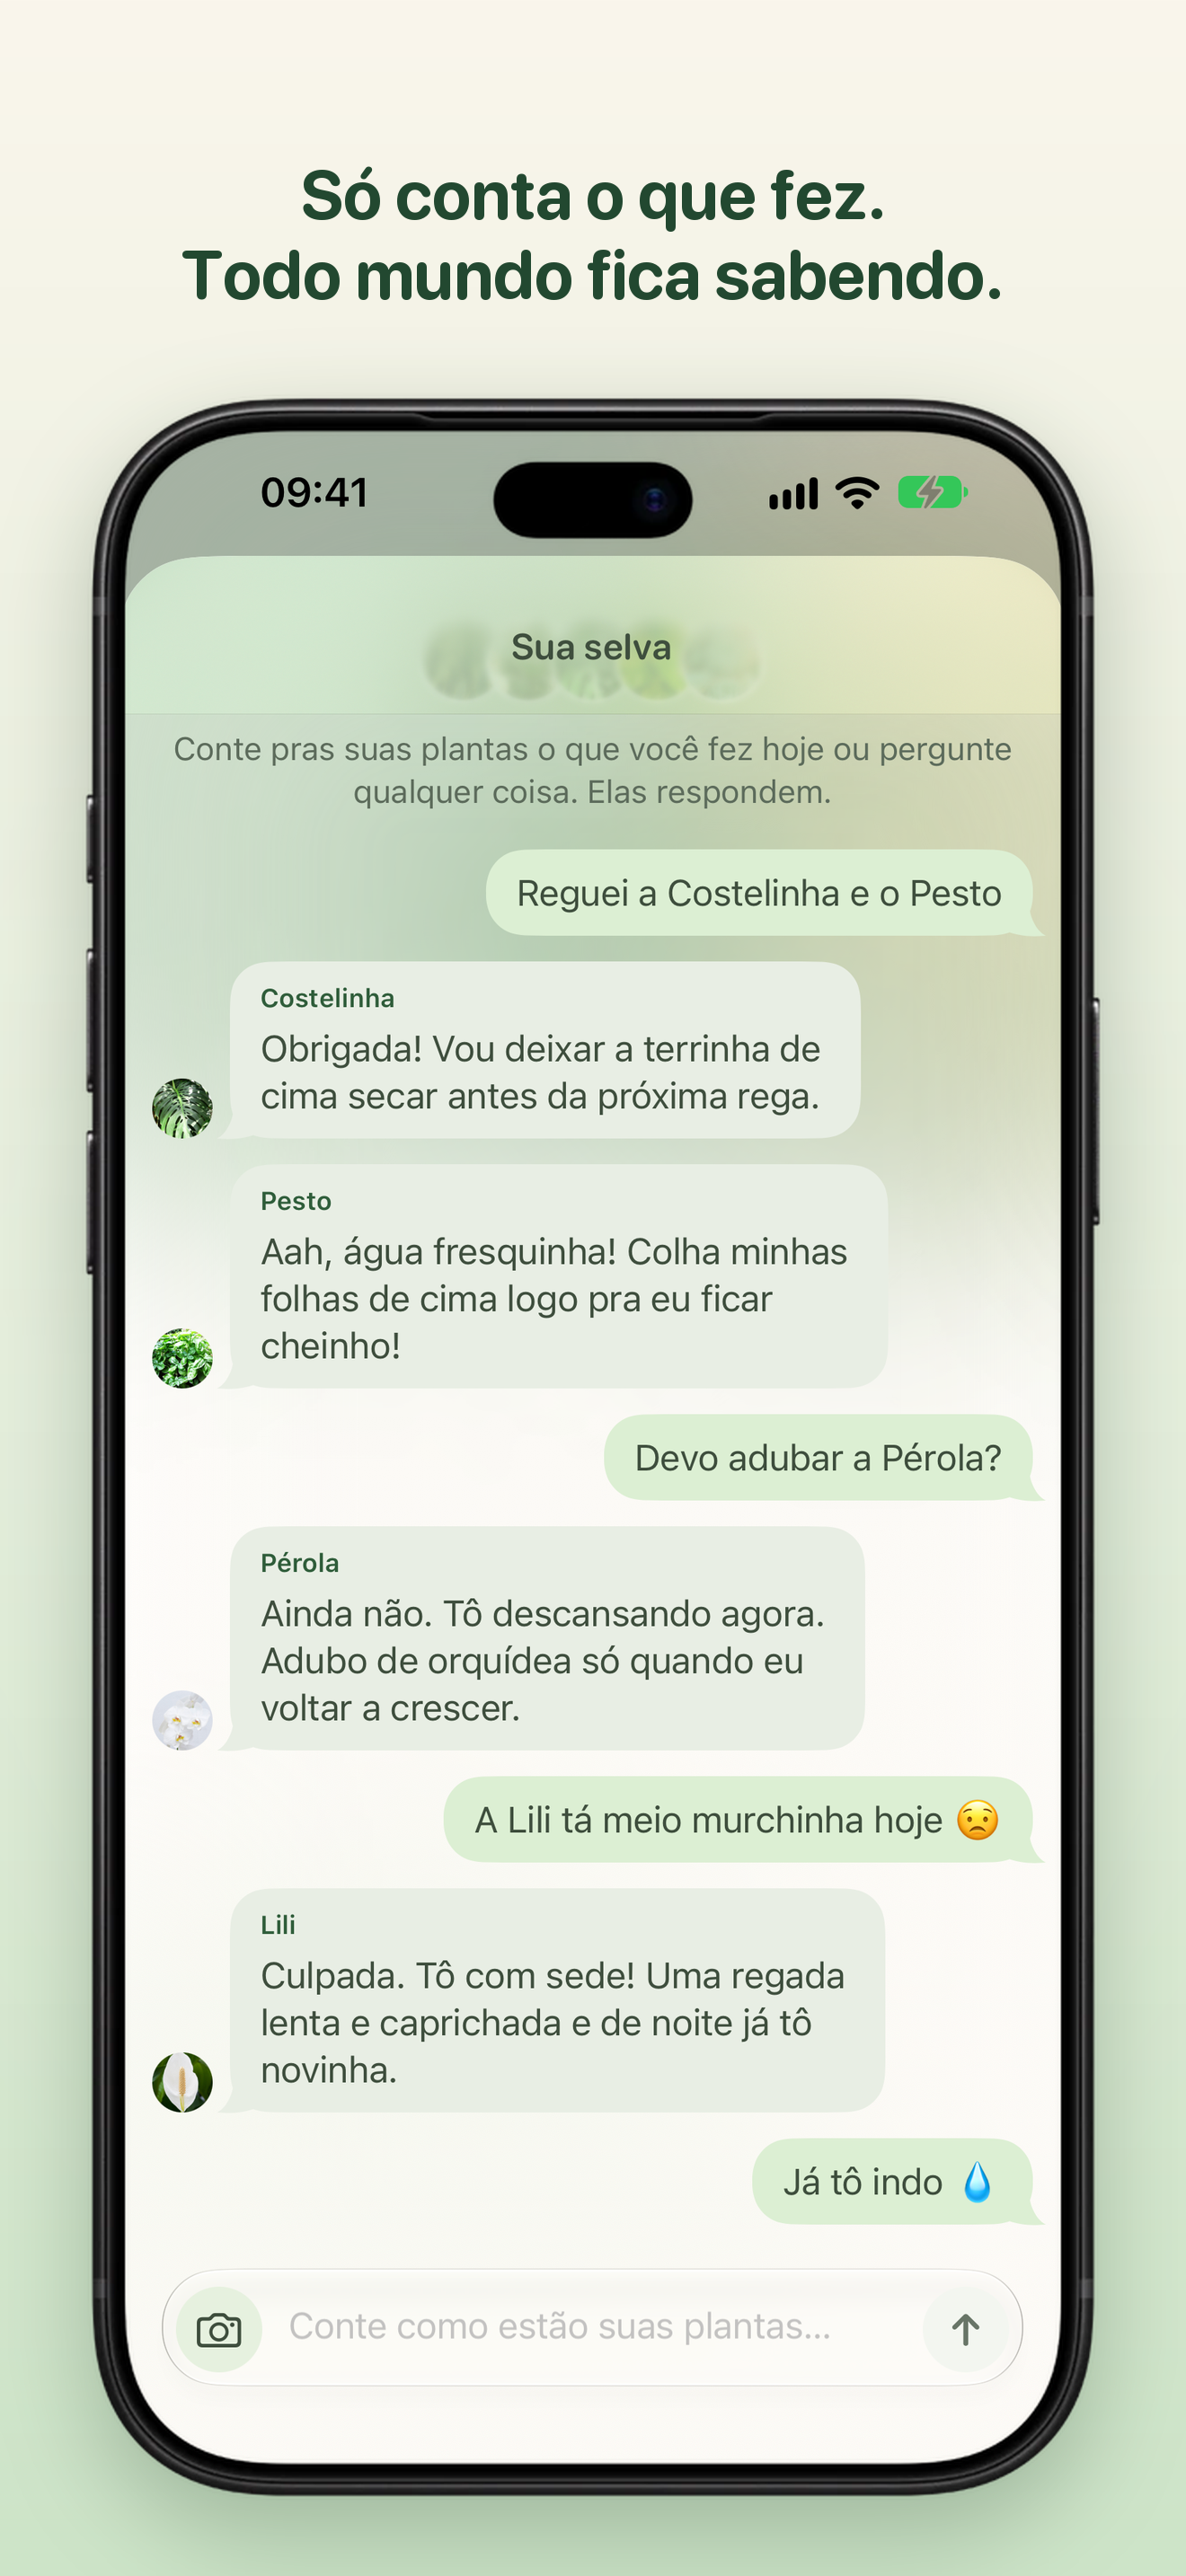 Só conta o que fez.
Todo mundo fica sabendo.
09:41
Sua selva
Conte pras suas plantas o que você fez hoje ou pergunte
qualquer coisa. Elas respondem.
Reguei a Costelinha e o Pesto
Costelinha
Obrigada! Vou deixar a terrinha de
cima secar antes da próxima rega.
Pesto
Aah, água fresquinha! Colha minhas
folhas de cima logo pra eu ficar
cheinho!
Devo adubar a Pérola?
Pérola
Ainda não. Tô descansando agora.
Adubo de orquídea só quando eu
voltar a crescer.
A Lili tá meio murchinha hoje 😟
Lili
Culpada. Tô com sede! Uma regada
lenta e caprichada e de noite já tô
novinha.
Já tô indo 💧
Conte como estão suas plantas...